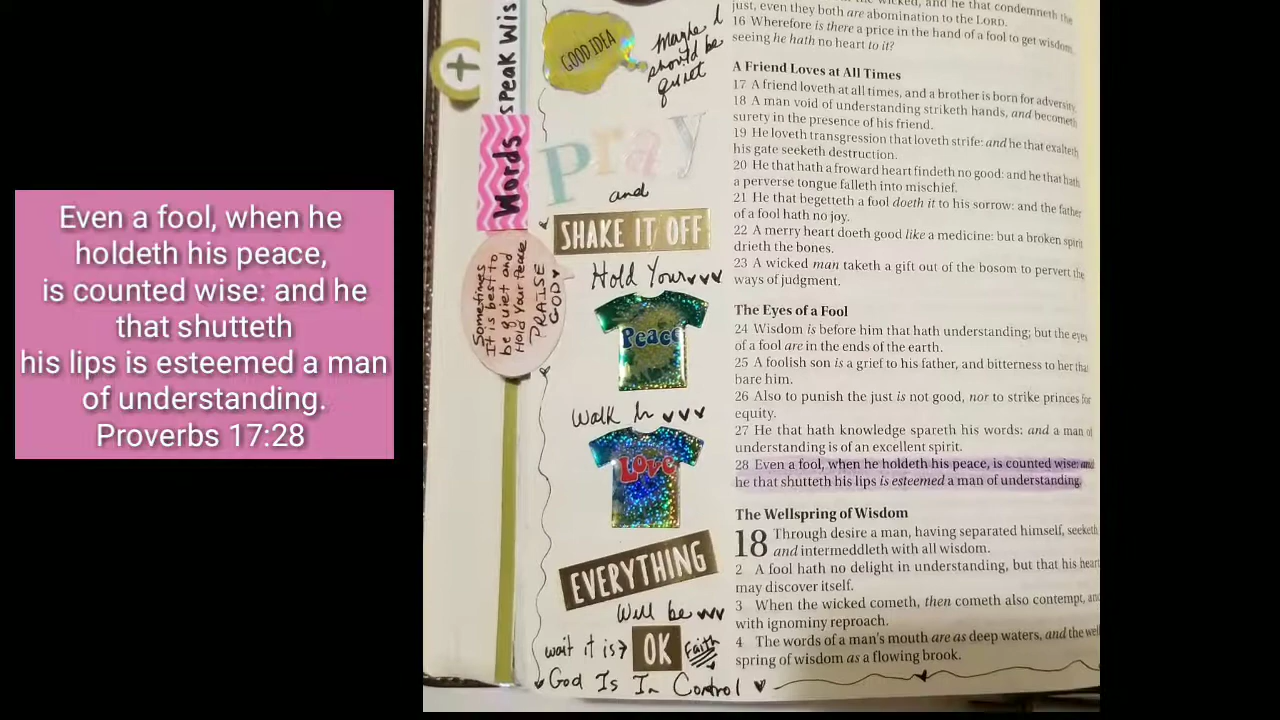 Even a fool, when he
holdeth his peace,
is counted wise: and he
that shutteth
his lips is esteemed a man
of understanding.
Proverbs 17:28
speak Wis
Words
Sometimes
It is best to
be quiet and
Hold Your Peace
PRAISE
GOD
GOOD IDEA
Maybe I
should be
quiet
pray
and
SHAKE IT OFF
Hold Your
Peace
Walk In
Love
EVERYTHING
Will be
wait it is OK Faith
God Is In Control
wicked, and he that condemneth the
just, even they both are abomination to the LORD.
16 Wherefore is there a price in the hand of a fool to get wisdom,
seeing he hath no heart to it?
A Friend Loves at All Times
17 A friend loveth at all times, and a brother is born for adversity.
18 A man void of understanding striketh hands, and becometh
surety in the presence of his friend.
19 He loveth transgression that loveth strife: and he that exalteth
his gate seeketh destruction.
20 He that hath a froward heart findeth no good: and he that hath
a perverse tongue falleth into mischief.
21 He that begetteth a fool doeth it to his sorrow: and the father
of a fool hath no joy.
22 A merry heart doeth good like a medicine: but a broken spirit
drieth the bones.
23 A wicked man taketh a gift out of the bosom to pervert the
ways of judgment.
The Eyes of a Fool
24 Wisdom is before him that hath understanding; but the eyes
of a fool are in the ends of the earth.
25 A foolish son is a grief to his father, and bitterness to her that
bare him.
26 Also to punish the just is not good, nor to strike princes for
equity.
27 He that hath knowledge spareth his words: and a man of
understanding is of an excellent spirit.
28 Even a fool, when he holdeth his peace, is counted wise: and
he that shutteth his lips is esteemed a man of understanding.
The Wellspring of Wisdom
18 Through desire a man, having separated himself, seeketh
and intermeddleth with all wisdom.
2 A fool hath no delight in understanding, but that his heart
may discover itself.
3 When the wicked cometh, then cometh also contempt, and
with ignominy reproach.
4 The words of a man's mouth are as deep waters, and the well
spring of wisdom as a flowing brook.